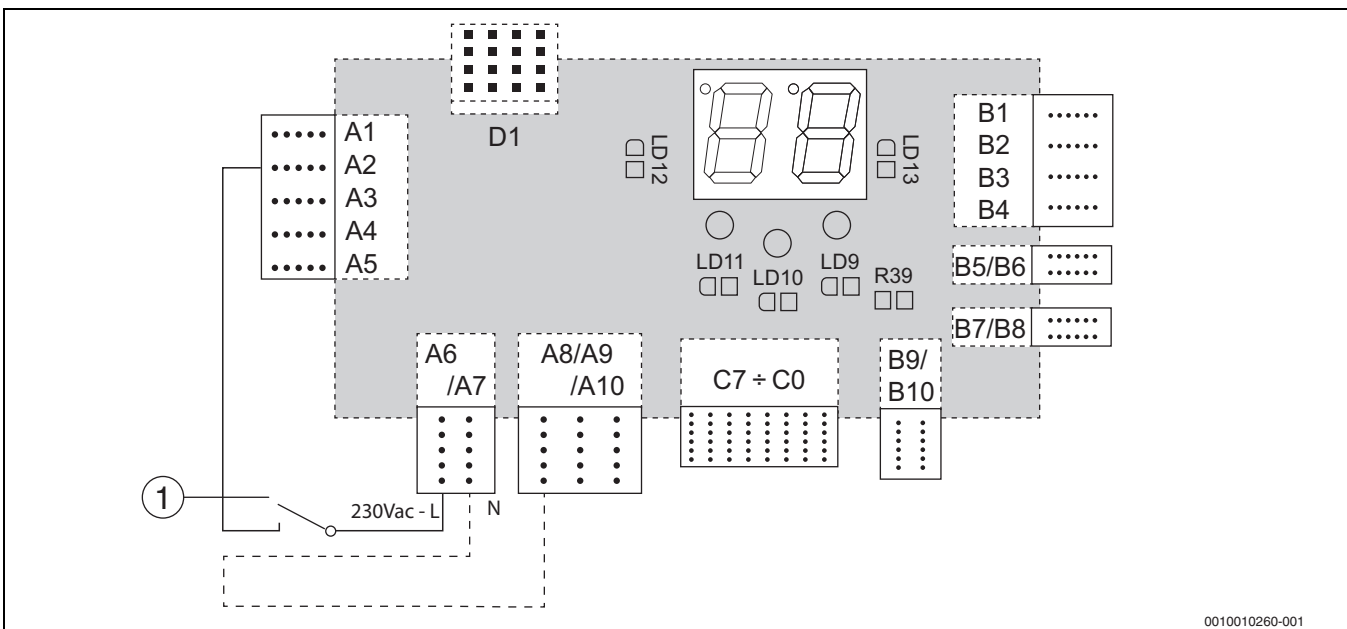 D1
A1
A2
A3
A4
A5
LD12
LD13
B1
B2
B3
B4
LD11
LD10
LD9
R39
B5/B6
B7/B8
A6
/A7
A8/A9
/A10
C7 ÷ C0
B9/
B10
1
230Vac - L
N
0010010260-001